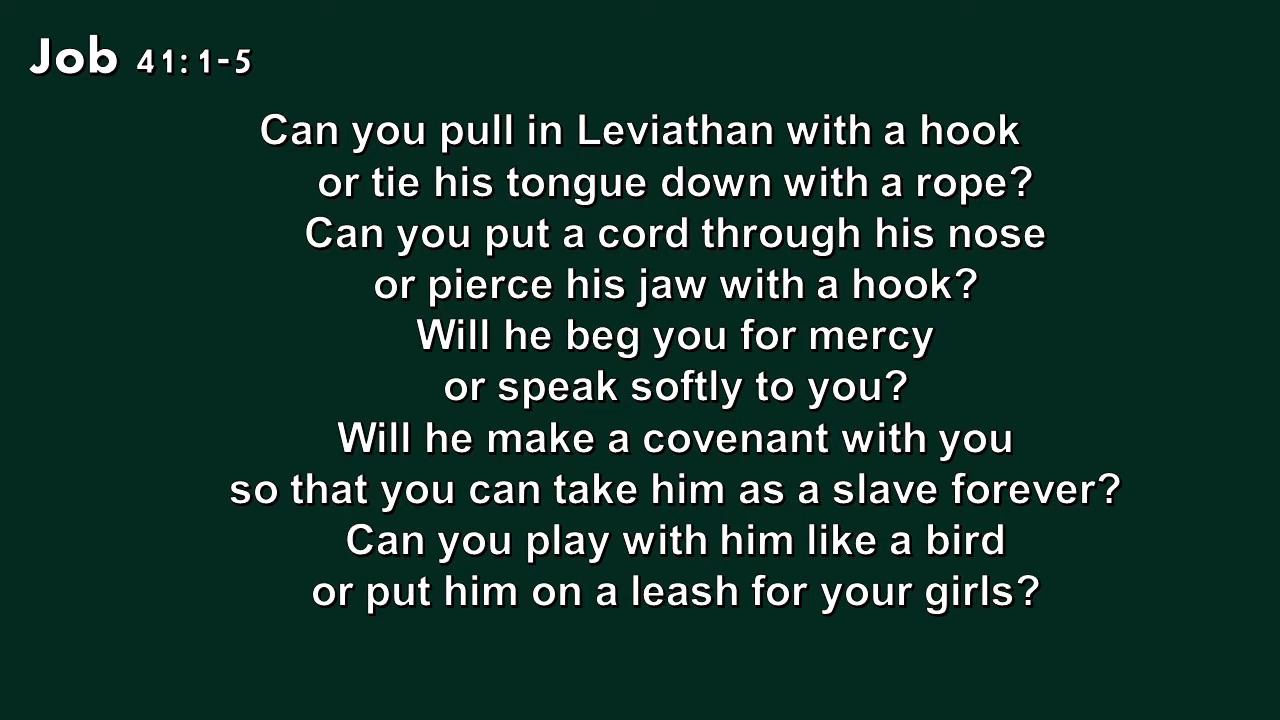 Job 41: 1-5
Can you pull in Leviathan with a hook
or tie his tongue down with a rope?
Can you put a cord through his nose
or pierce his jaw with a hook?
Will he beg you for mercy
or speak softly to you?
Will he make a covenant with you
so that you can take him as a slave forever?
Can you play with him like a bird
or put him on a leash for your girls?